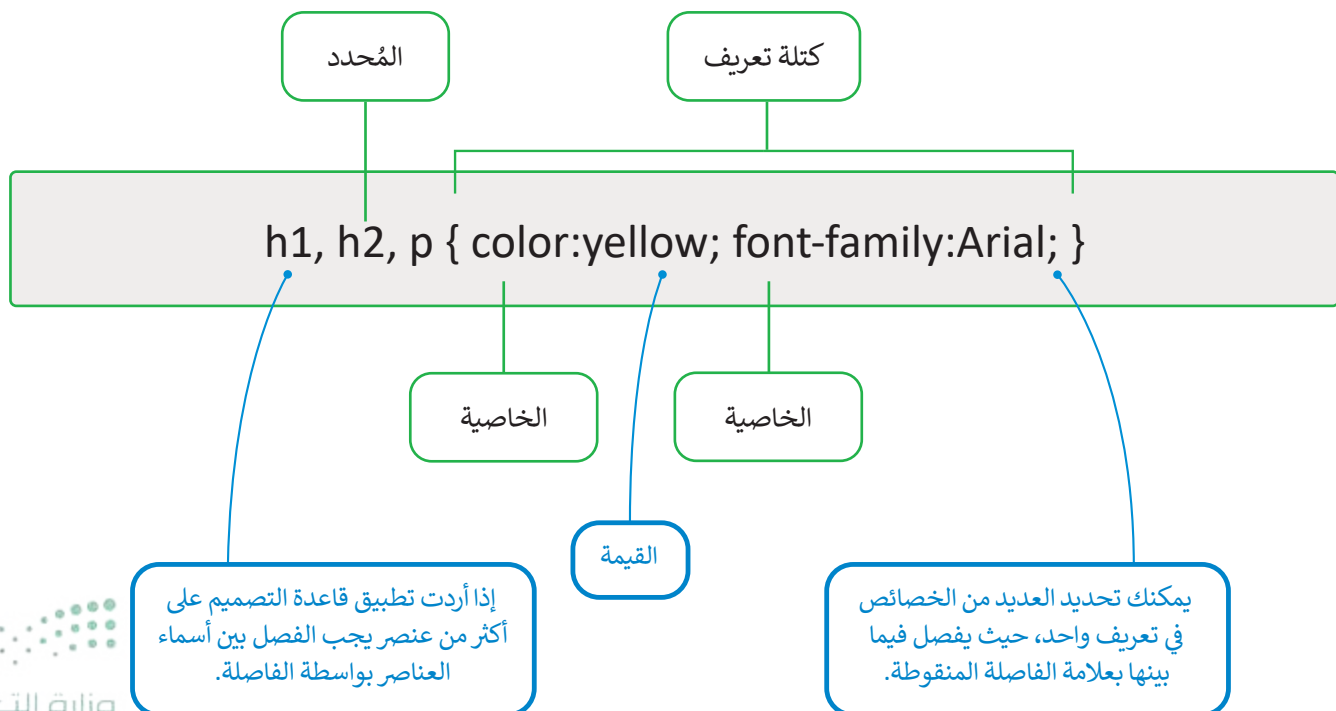 المُحدد
كتلة تعريف
h1, h2, p { color:yellow; font-family:Arial; }
الخاصية
الخاصية
القيمة
يمكنك تحديد العديد من الخصائص
في تعريف واحد، حيث يفصل فيما
بينها بعلامة الفاصلة المنقوطة.
إذا أردت تطبيق قاعدة التصميم على
أكثر من عنصر يجب الفصل بين أسماء
العناصر بواسطة الفاصلة.
وزارة